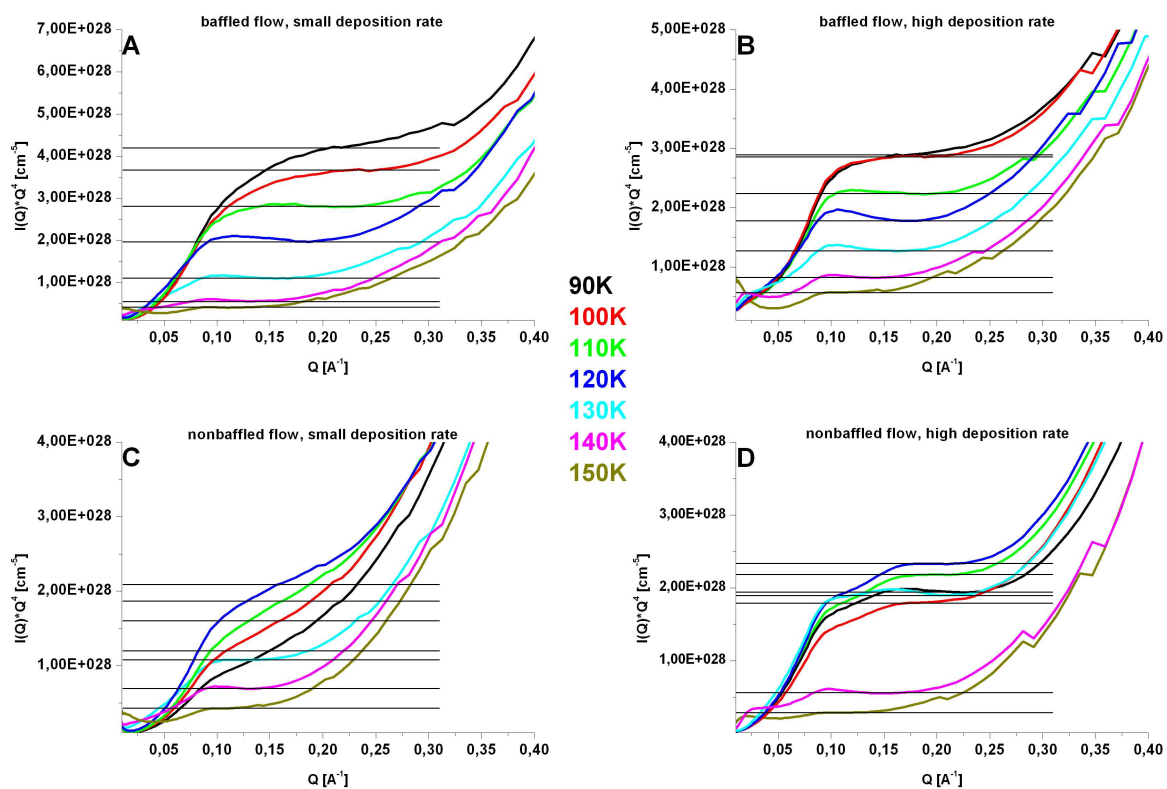 baffled flow, small deposition rate
A
7,00E+028
6,00E+028
5,00E+028
4,00E+028
3,00E+028
2,00E+028
1,00E+028
I(Q)*Q⁴ [cm⁻⁵]
0,05 0,10 0,15 0,20 0,25 0,30 0,35 0,40
Q [A⁻¹]
baffled flow, high deposition rate
B
5,00E+028
4,00E+028
3,00E+028
2,00E+028
1,00E+028
I(Q)*Q⁴ [cm⁻⁵]
0,05 0,10 0,15 0,20 0,25 0,30 0,35 0,40
Q [A⁻¹]
90K
100K
110K
120K
130K
140K
150K
nonbaffled flow, small deposition rate
C
4,00E+028
3,00E+028
2,00E+028
1,00E+028
I(Q)*Q⁴ [cm⁻⁵]
0,05 0,10 0,15 0,20 0,25 0,30 0,35 0,40
Q [A⁻¹]
nonbaffled flow, high deposition rate
D
4,00E+028
3,00E+028
2,00E+028
1,00E+028
I(Q)*Q⁴ [cm⁻⁵]
0,05 0,10 0,15 0,20 0,25 0,30 0,35 0,40
Q [A⁻¹]